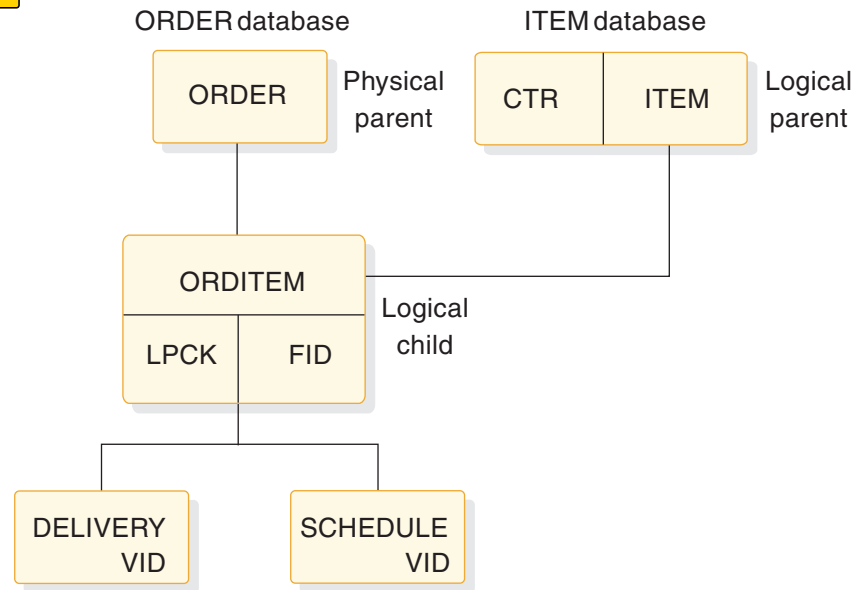 ORDER database
ITEM database
ORDER
Physical
parent
CTR
ITEM
Logical
parent
ORDITEM
Logical
child
LPCK
FID
DELIVERY
VID
SCHEDULE
VID